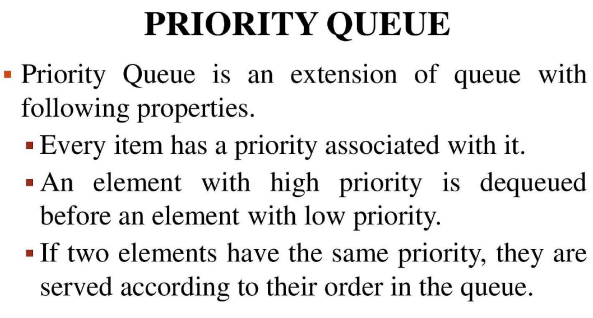 PRIORITY QUEUE
▪ Priority Queue is an extension of queue with
following properties.
▪ Every item has a priority associated with it.
▪ An element with high priority is dequeued
before an element with low priority.
▪ If two elements have the same priority, they are
served according to their order in the queue.